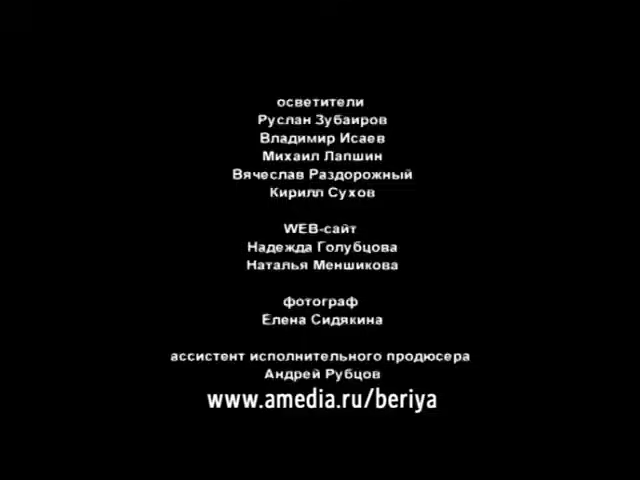 осветители
Руслан Зубаиров
Владимир Исаев
Михаил Лапшин
Вячеслав Раздорожный
Кирилл Сухов
WEB-сайт
Надежда Голубцова
Наталья Меншикова
фотограф
Елена Сидякина
ассистент исполнительного продюсера
Андрей Рубцов
www.amedia.ru/beriya